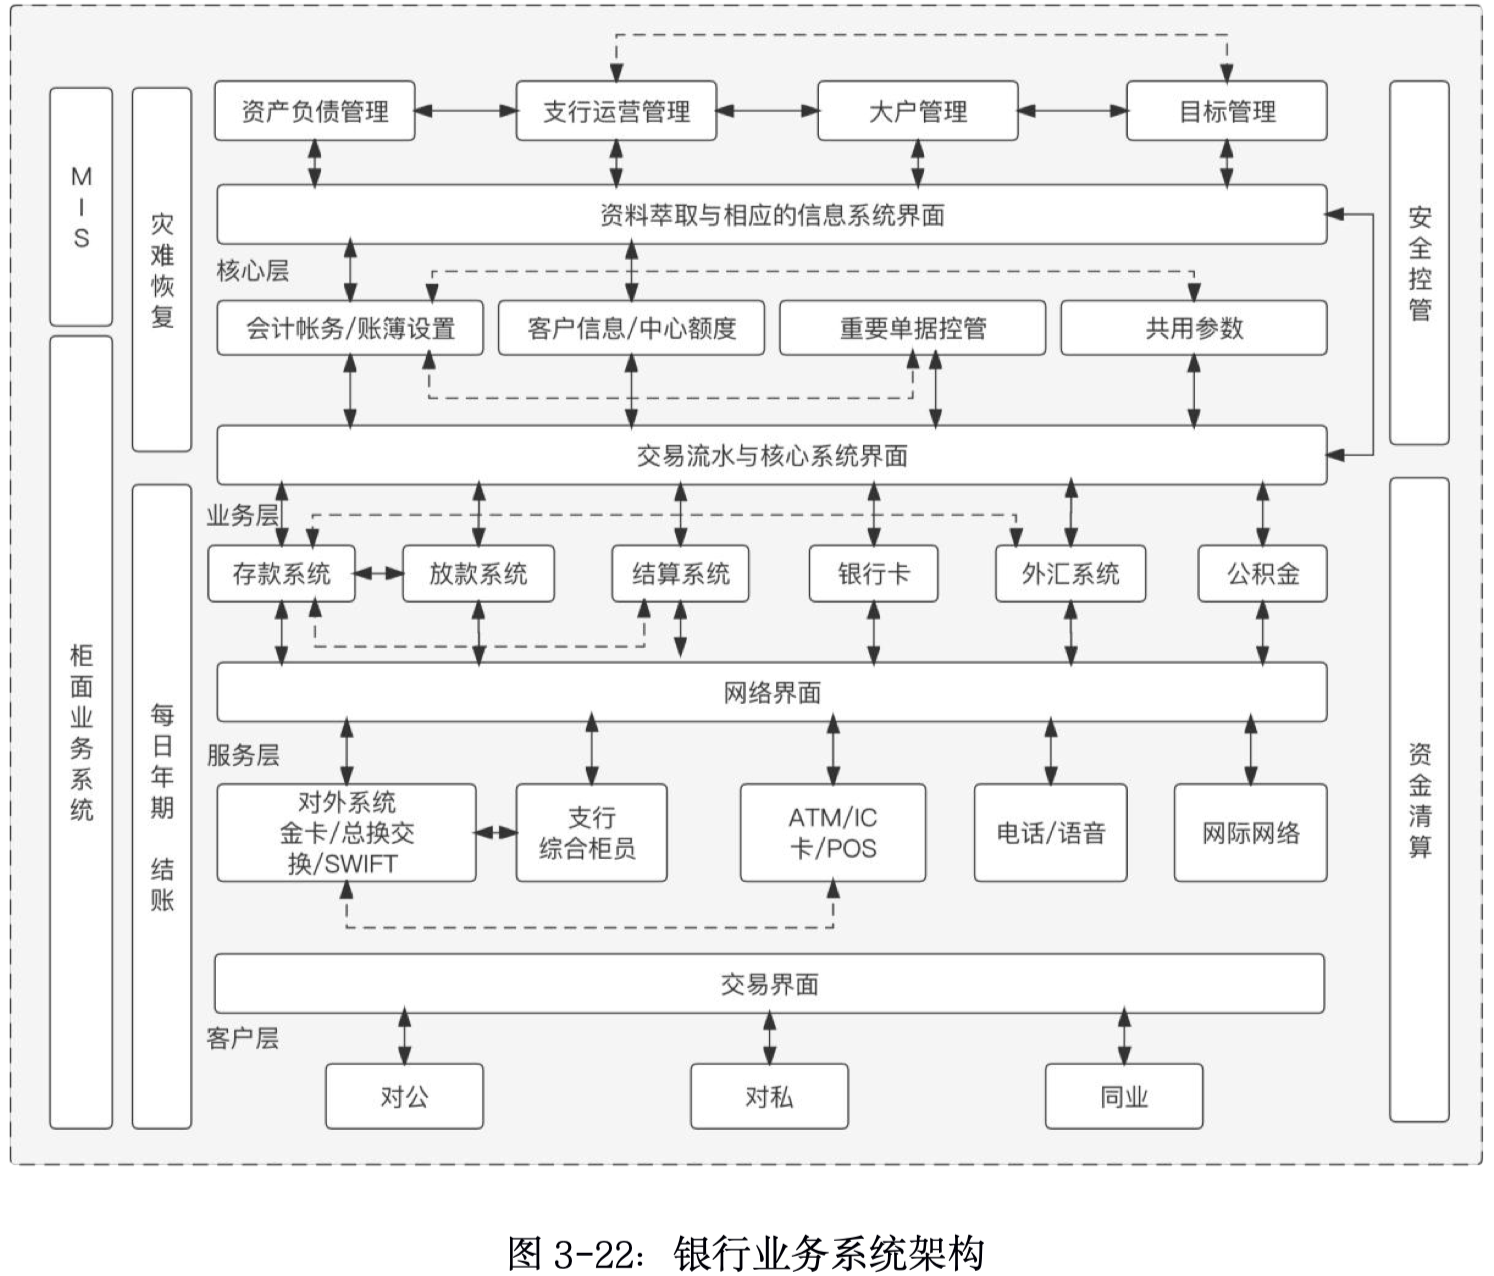 资产负债管理
支行运营管理
大户管理
目标管理
MIS
灾难恢复
安全控管
资料萃取与相应的信息系统界面
核心层
会计帐务/账簿设置
客户信息/中心额度
重要单据控管
共用参数
交易流水与核心系统界面
业务层
存款系统
放款系统
结算系统
银行卡
外汇系统
公积金
网络界面
柜面业务系统
每日年期 结账
资金清算
服务层
对外系统
金卡/总换交
换/SWIFT
支行
综合柜员
ATM/IC
卡/POS
电话/语音
网际网络
交易界面
客户层
对公
对私
同业
图 3-22：银行业务系统架构